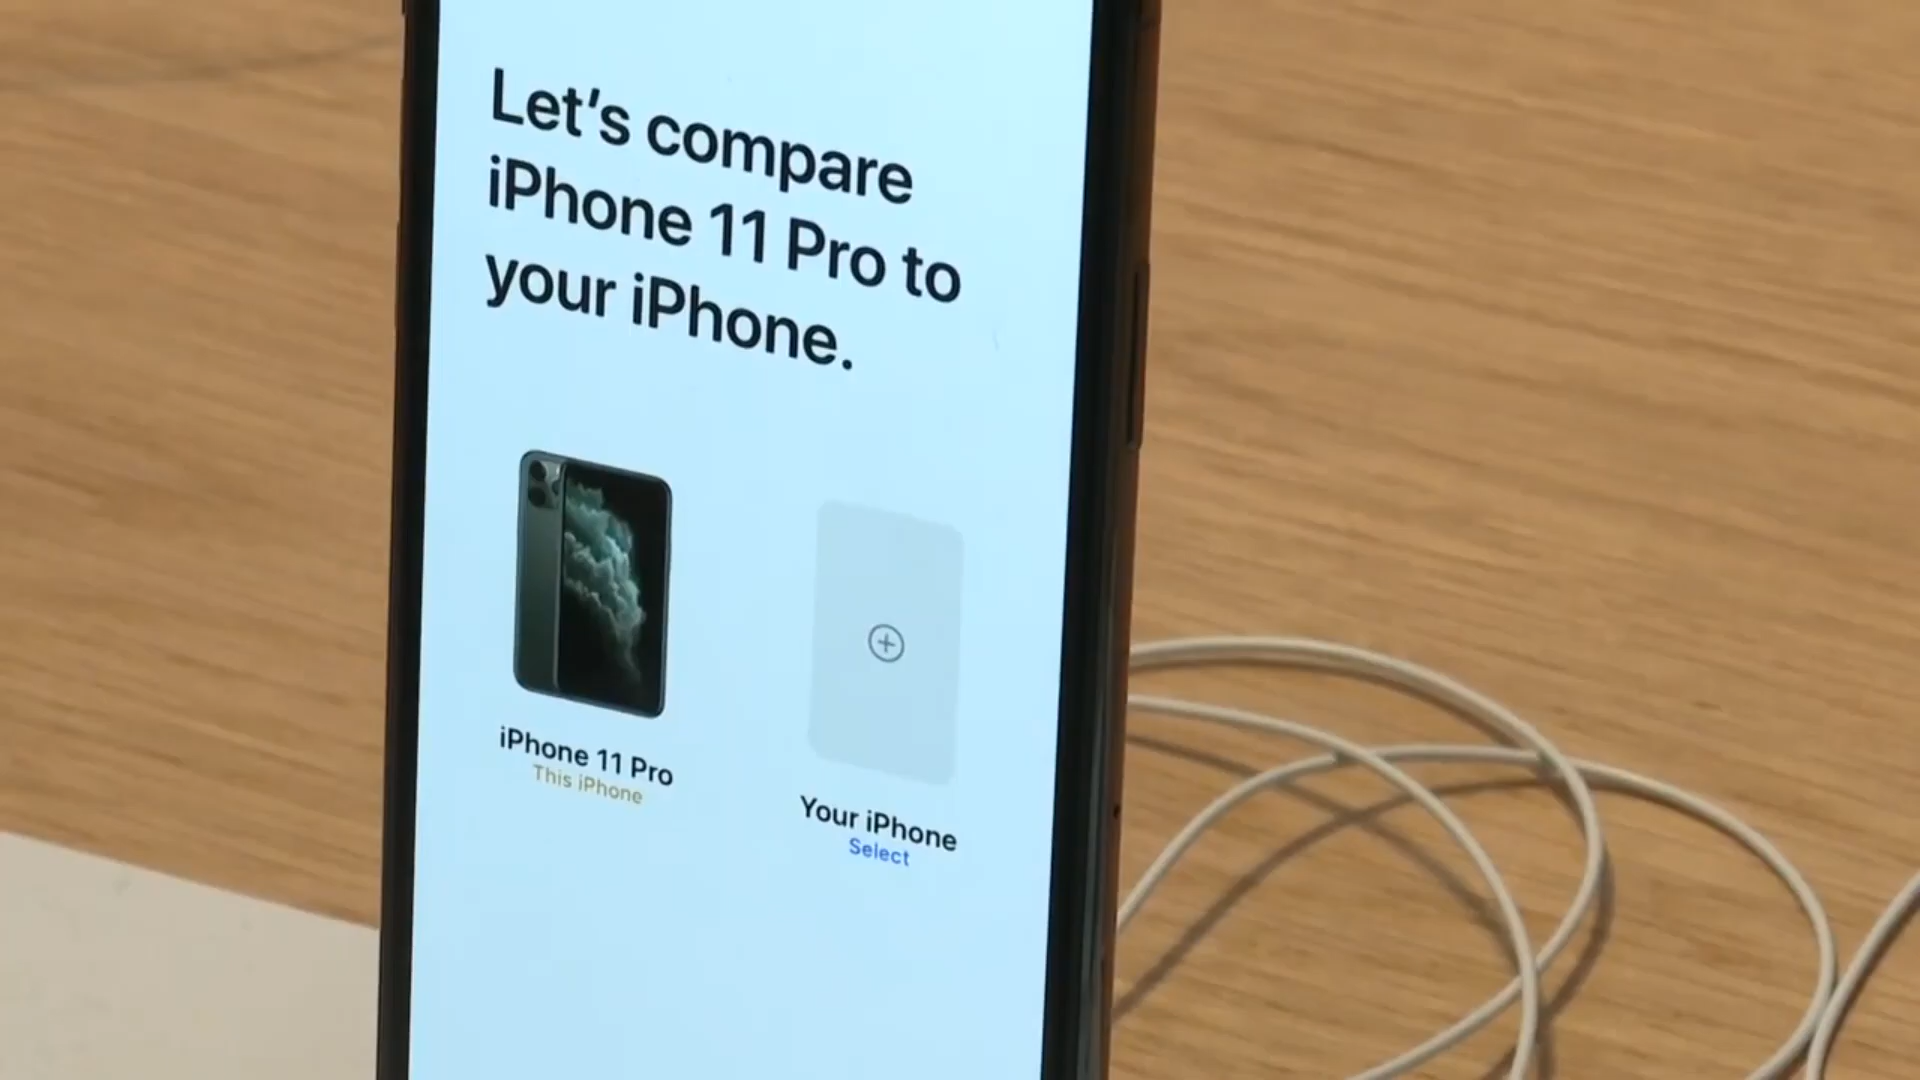 Let's compare
iPhone 11 Pro to
your iPhone.
iPhone 11 Pro
This iPhone
Your iPhone
Select